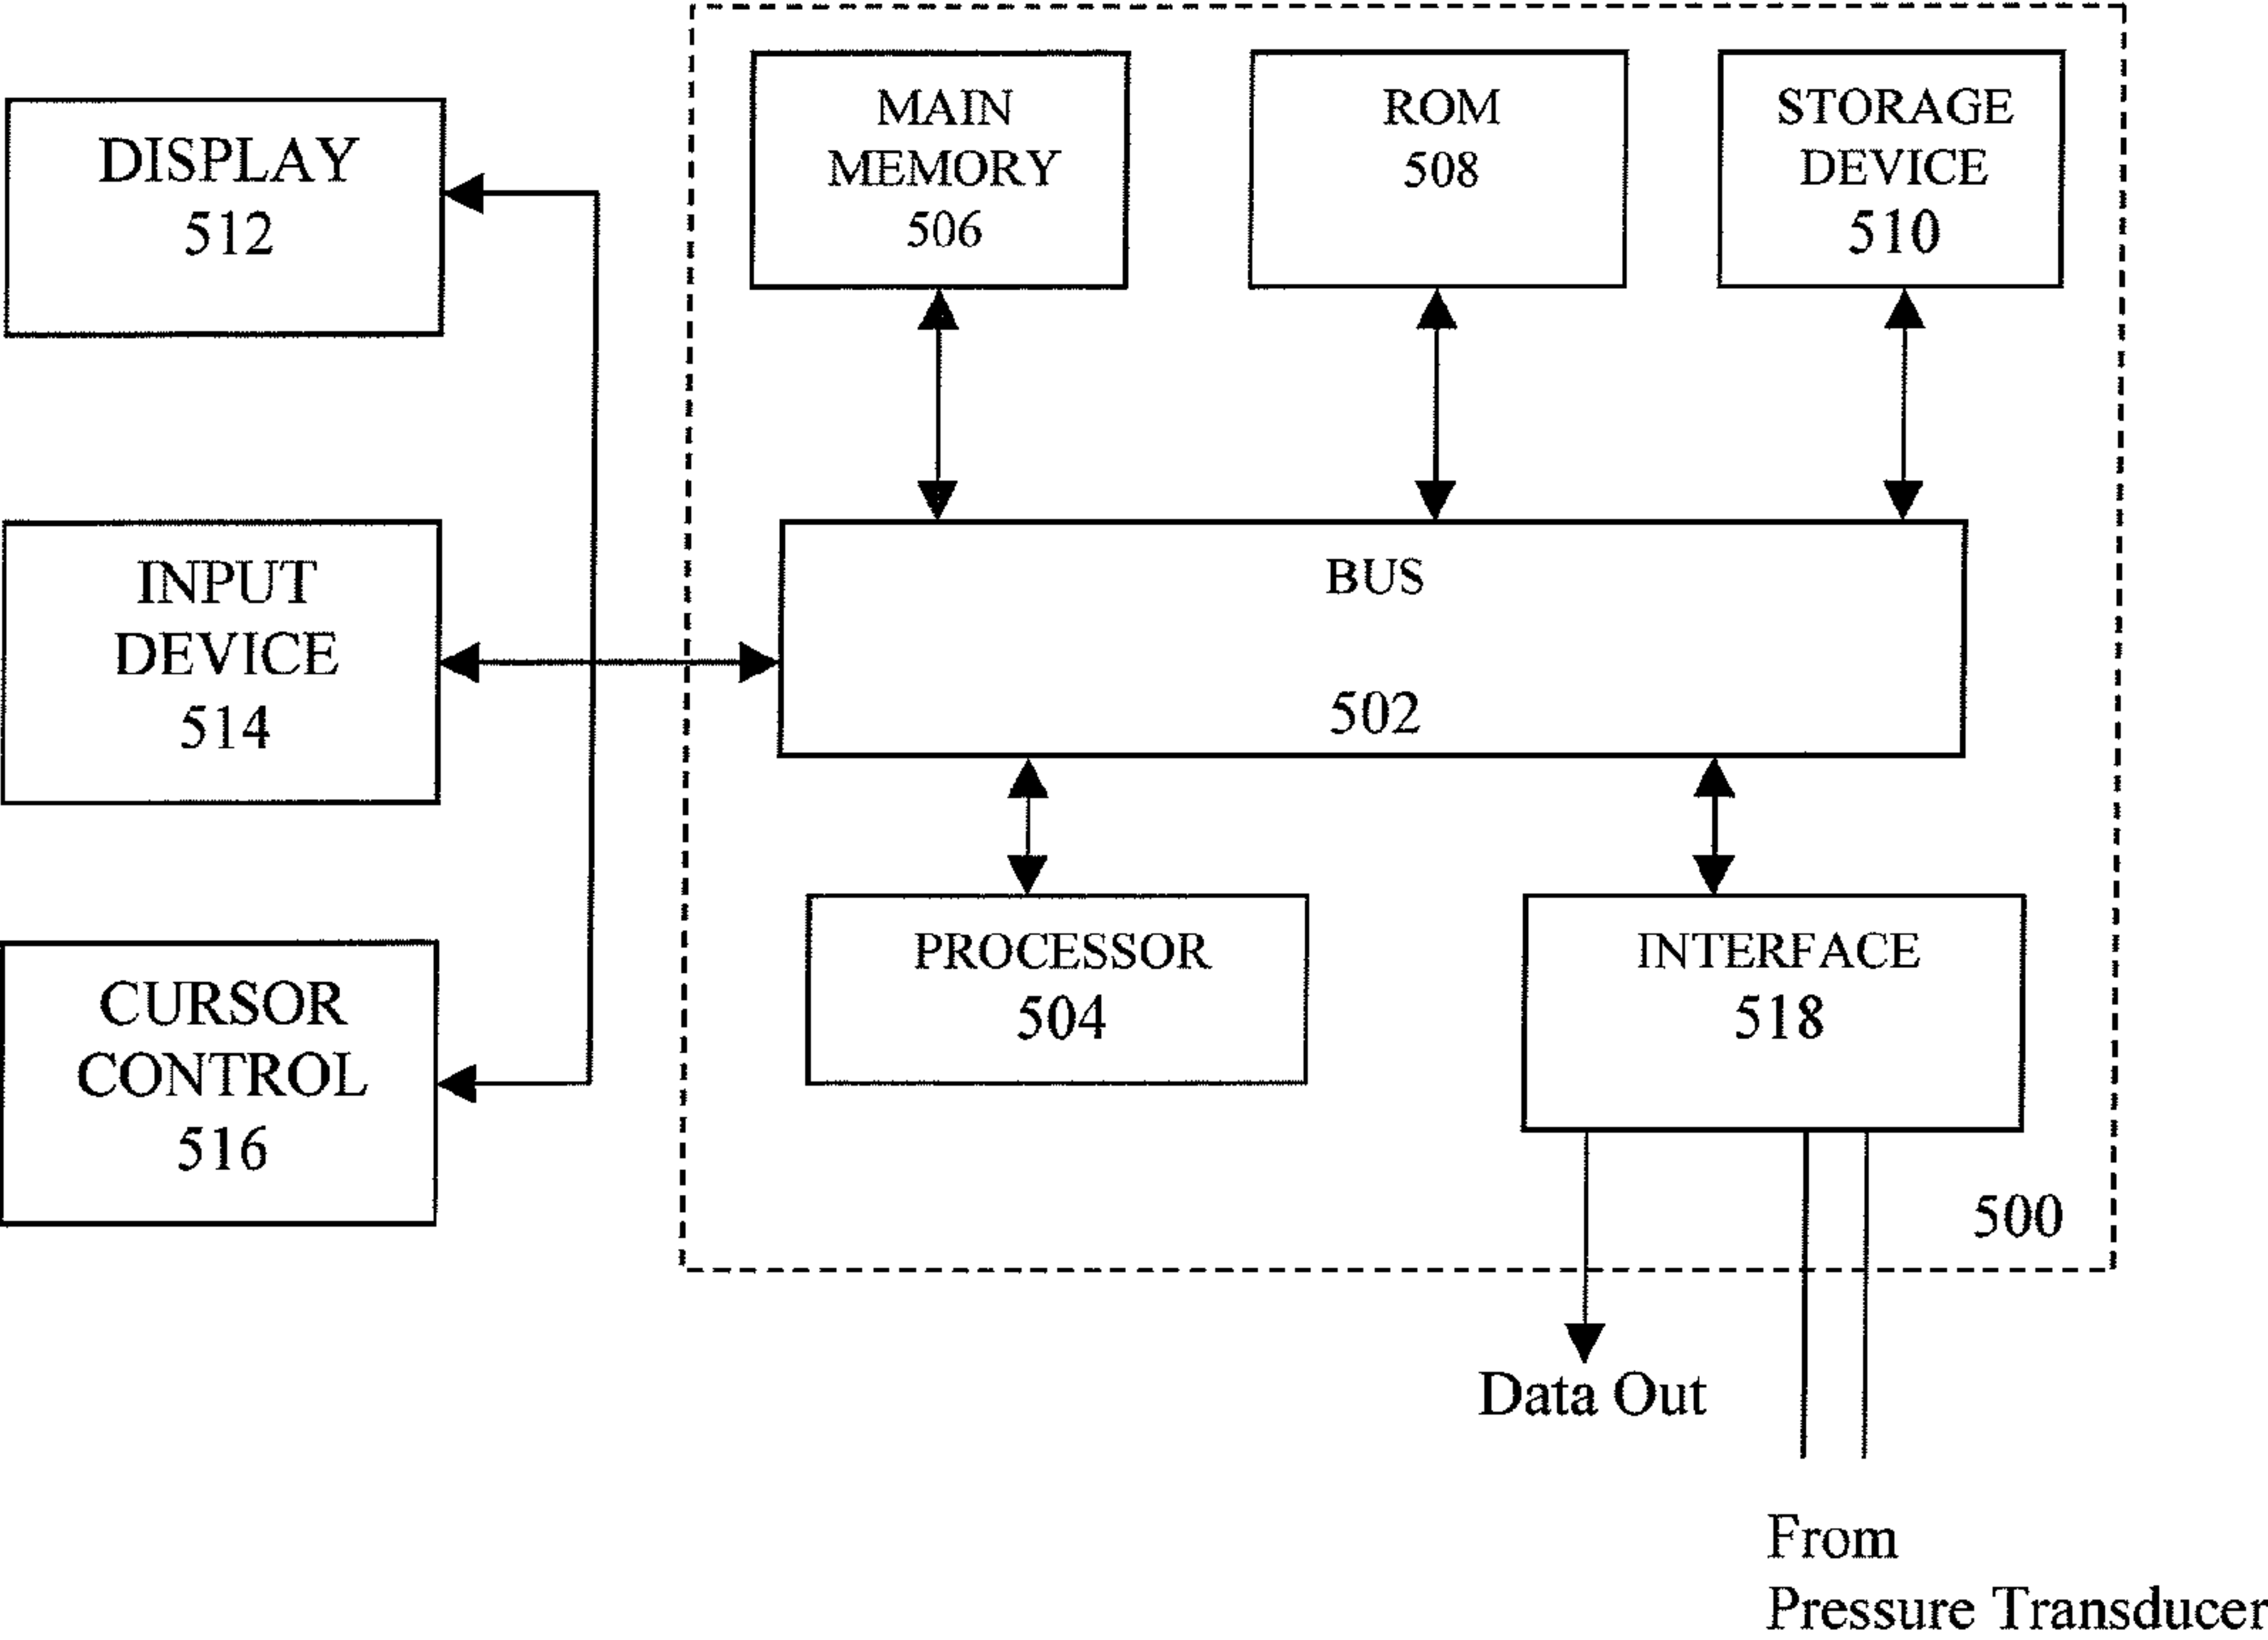 DISPLAY
512
INPUT
DEVICE
514
CURSOR
CONTROL
516
MAIN
MEMORY
506
ROM
508
STORAGE
DEVICE
510
BUS
502
PROCESSOR
504
INTERFACE
518
500
Data Out
From
Pressure Transducer